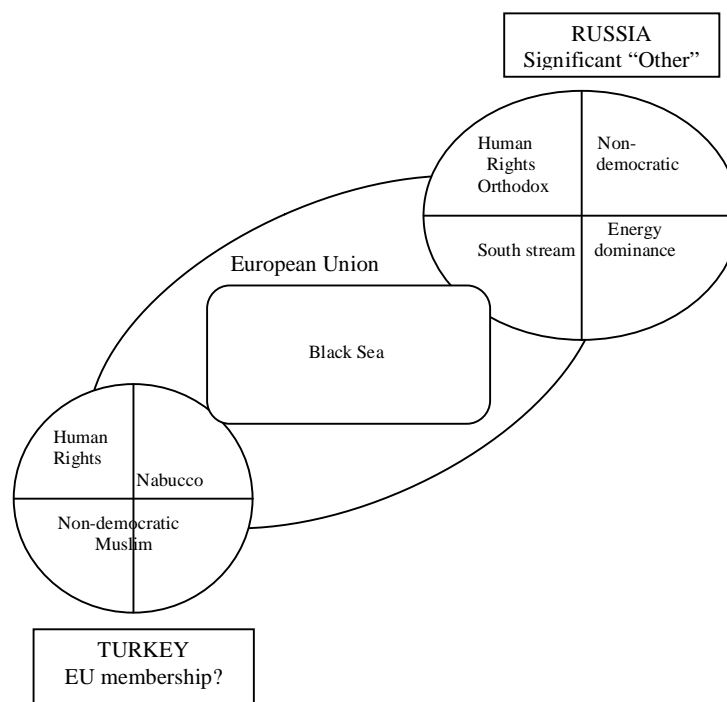 RUSSIA
Significant “Other”
Human
Rights
Orthodox
Non-
democratic
South stream
Energy
dominance
European Union
Black Sea
Human
Rights
Nabucco
Non-democratic
Muslim
TURKEY
EU membership?